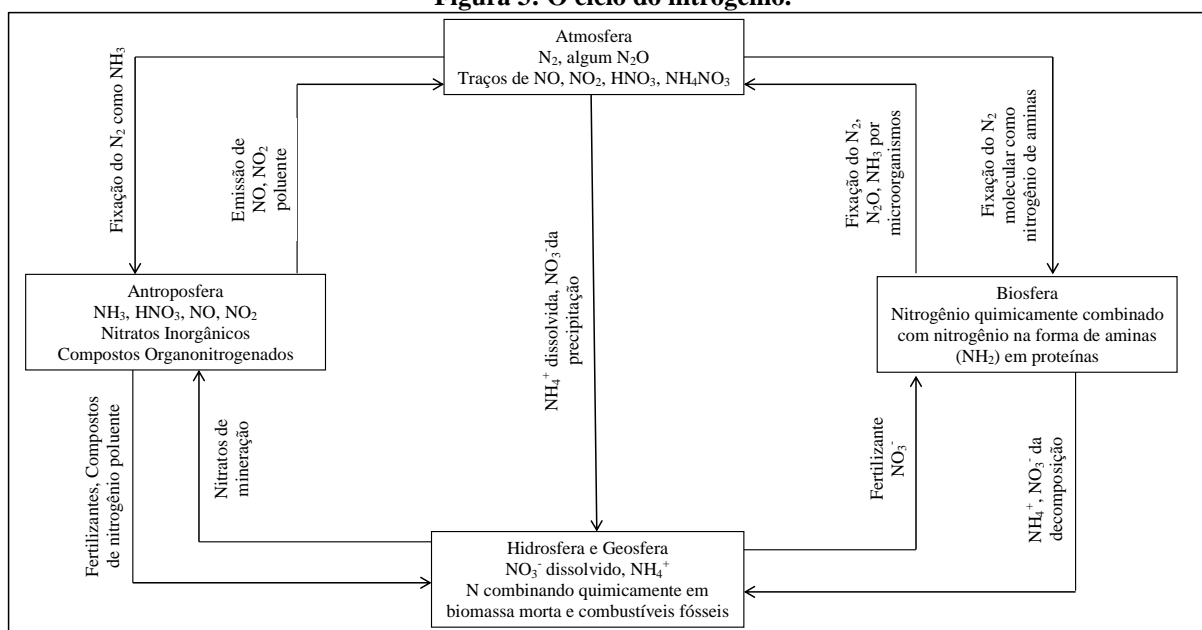 Figura 5: O ciclo do nitrogênio.
Atmosfera
N₂, algum N₂O
Traços de NO, NO₂, HNO₃, NH₄NO₃
Fixação do N₂ como NH₃
Emissão de
NO, NO₂
poluente
NH₄⁺ dissolvida, NO₃⁻da
precipitação
Fixação do N₂,
N₂O, NH₃ por
microorganismos
Fixação do N₂
molecular como
nitrogênio de aminas
Antroposfera
NH₃, HNO₃, NO, NO₂
Nitratos Inorgânicos
Compostos Organonitrogenados
Biosfera
Nitrogênio quimicamente combinado
com nitrogênio na forma de aminas
(NH₂) em proteínas
Fertilizantes, Compostos
de nitrogênio poluente
Nitratos de
mineração
Fertilizante
NO₃⁻
NH₄⁺, NO₃⁻ da
decomposição
Hidrosfera e Geosfera
NO₃⁻ dissolvido, NH₄⁺
N combinando quimicamente em
biomassa morta e combustíveis fósseis